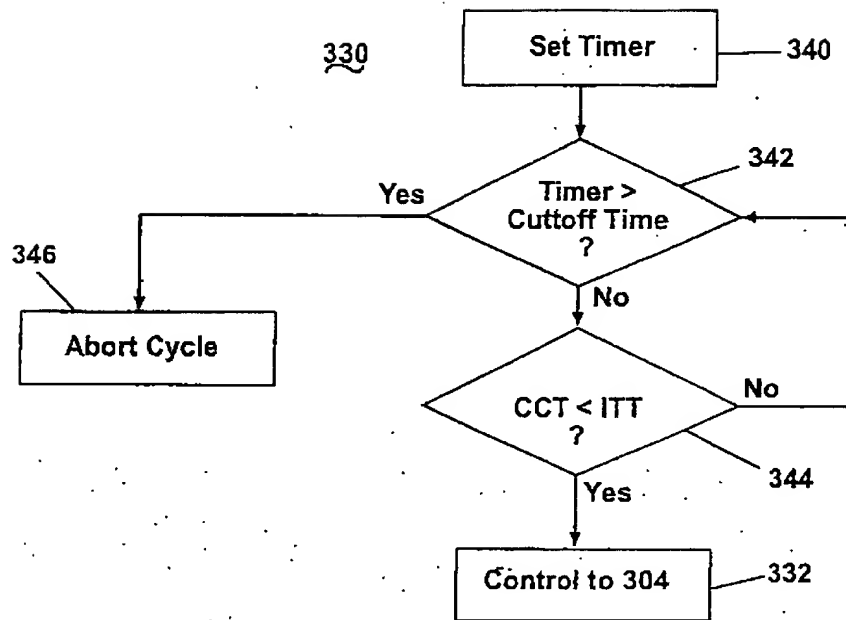 330
Set Timer
340
342
Yes
Timer >
Cuttoff Time
?
346
No
Abort Cycle
CCT < ITT
?
No
344
Yes
Control to 304
332